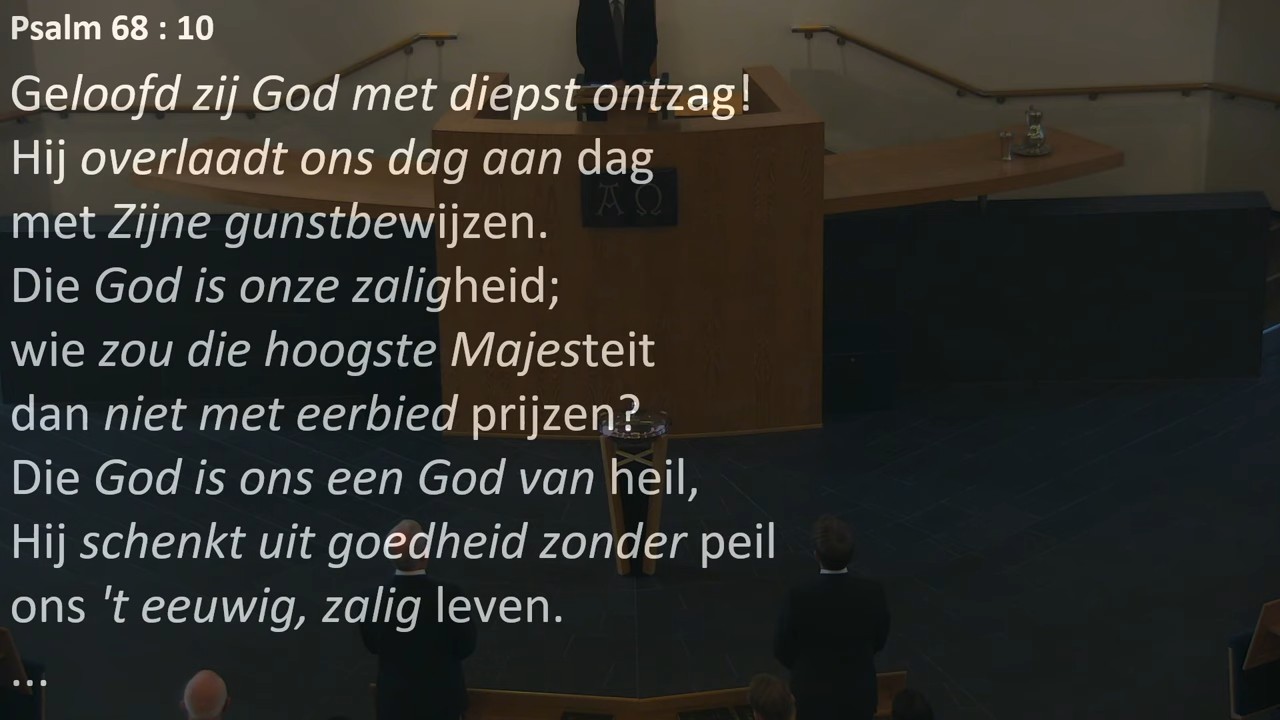 Psalm 68 : 10
Geloofd zij God met diepst ontzag!
Hij overlaadt ons dag aan dag
met Zijne gunstbewijzen.
Die God is onze zaligheid;
wie zou die hoogste Majesteit
dan niet met eerbied prijzen?
Die God is ons een God van heil,
Hij schenkt uit goedheid zonder peil
ons 't eeuwig, zalig leven.
...
Α Ω